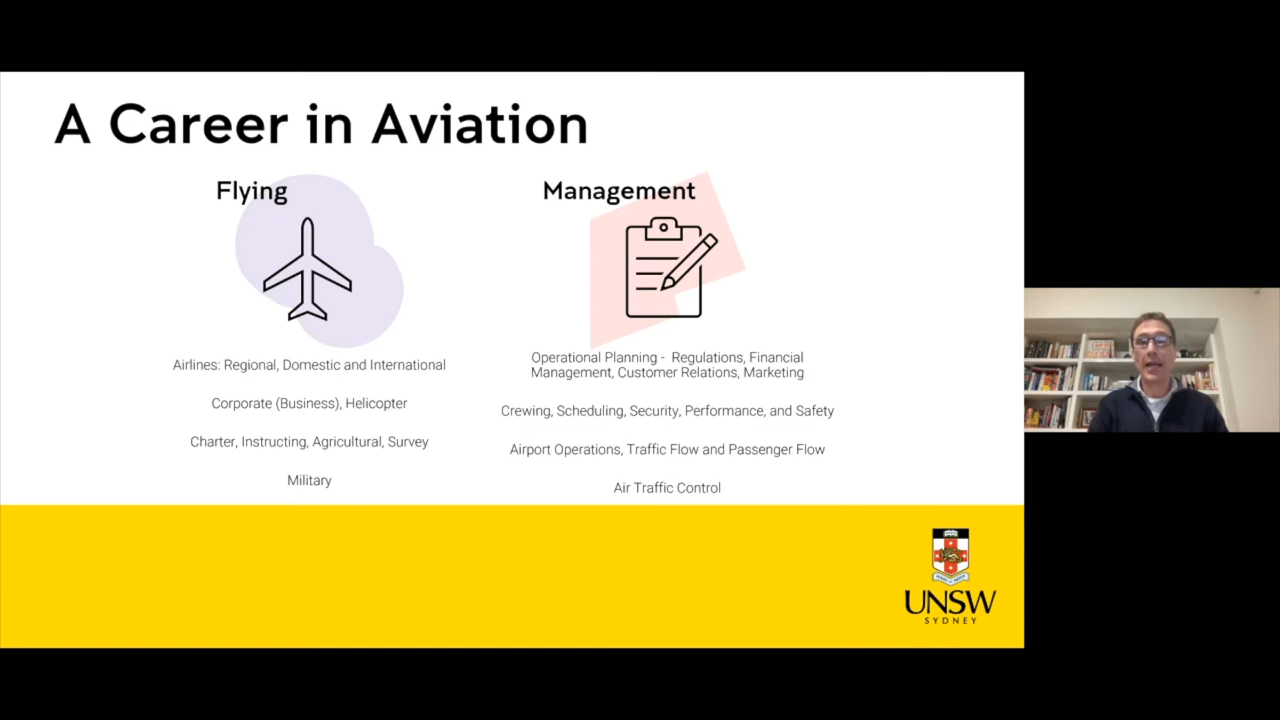 A Career in Aviation
Flying
Airlines: Regional, Domestic and International
Corporate (Business), Helicopter
Charter, Instructing, Agricultural, Survey
Military
Management
Operational Planning - Regulations, Financial
Management, Customer Relations, Marketing
Crewing, Scheduling, Security, Performance, and Safety
Airport Operations, Traffic Flow and Passenger Flow
Air Traffic Control
UNSW
SYDNEY